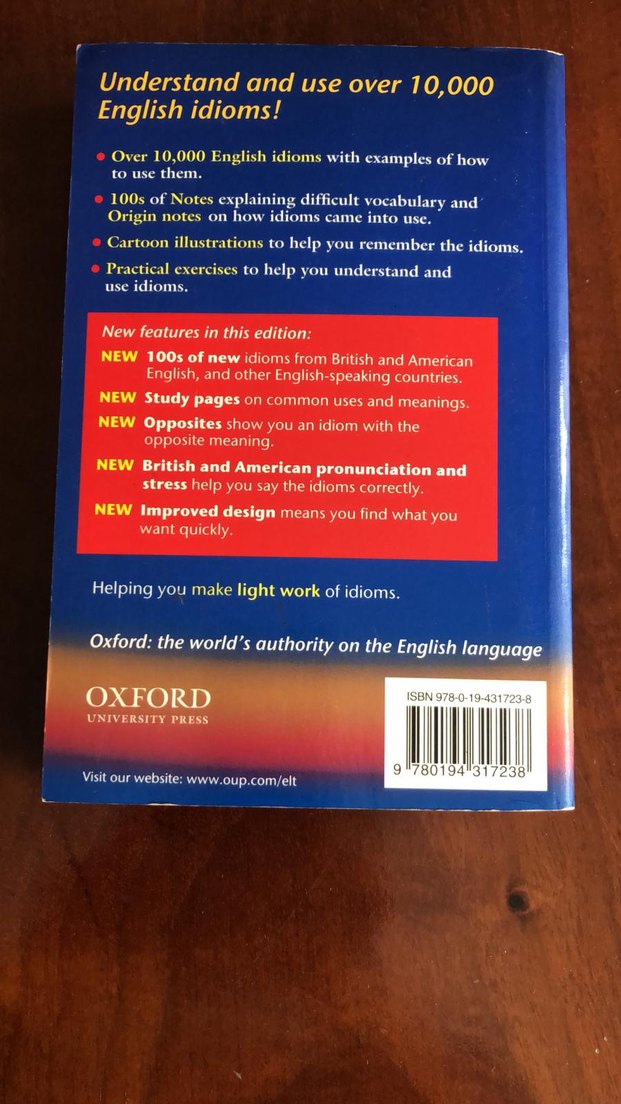 Understand and use over 10,000
English idioms!
• Over 10,000 English idioms with examples of how
to use them.
• 100s of Notes explaining difficult vocabulary and
Origin notes on how idioms came into use.
• Cartoon illustrations to help you remember the idioms.
• Practical exercises to help you understand and
use idioms.
New features in this edition:
NEW 100s of new idioms from British and American
English, and other English-speaking countries.
NEW Study pages on common uses and meanings.
NEW Opposites show you an idiom with the
opposite meaning.
NEW British and American pronunciation and
stress help you say the idioms correctly.
NEW Improved design means you find what you
want quickly.
Helping you make light work of idioms.
Oxford: the world's authority on the English language
OXFORD
UNIVERSITY PRESS
Visit our website: www.oup.com/elt
ISBN 978-0-19-431723-8
9 780194 317238